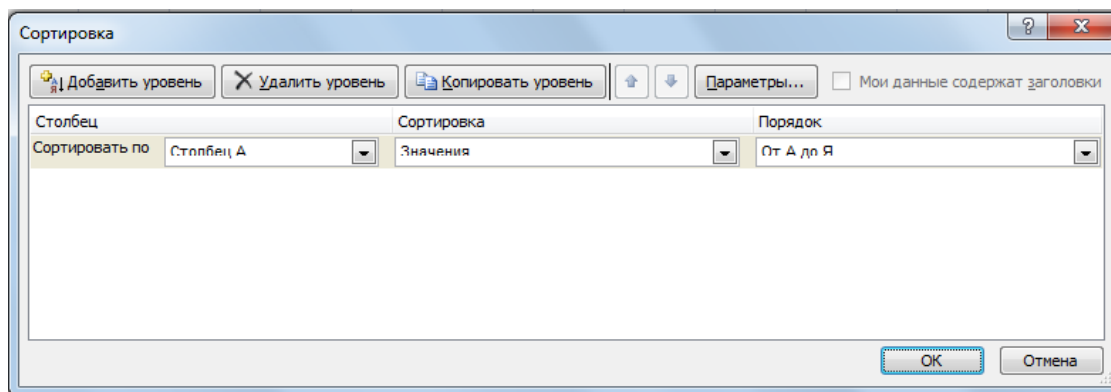 Сортировка
Добавить уровень Удалить уровень Копировать уровень Параметры... Мои данные содержат заголовки
Столбец Сортировка Порядок
Сортировать по Столбец A Значения От А до Я
ОК Отмена